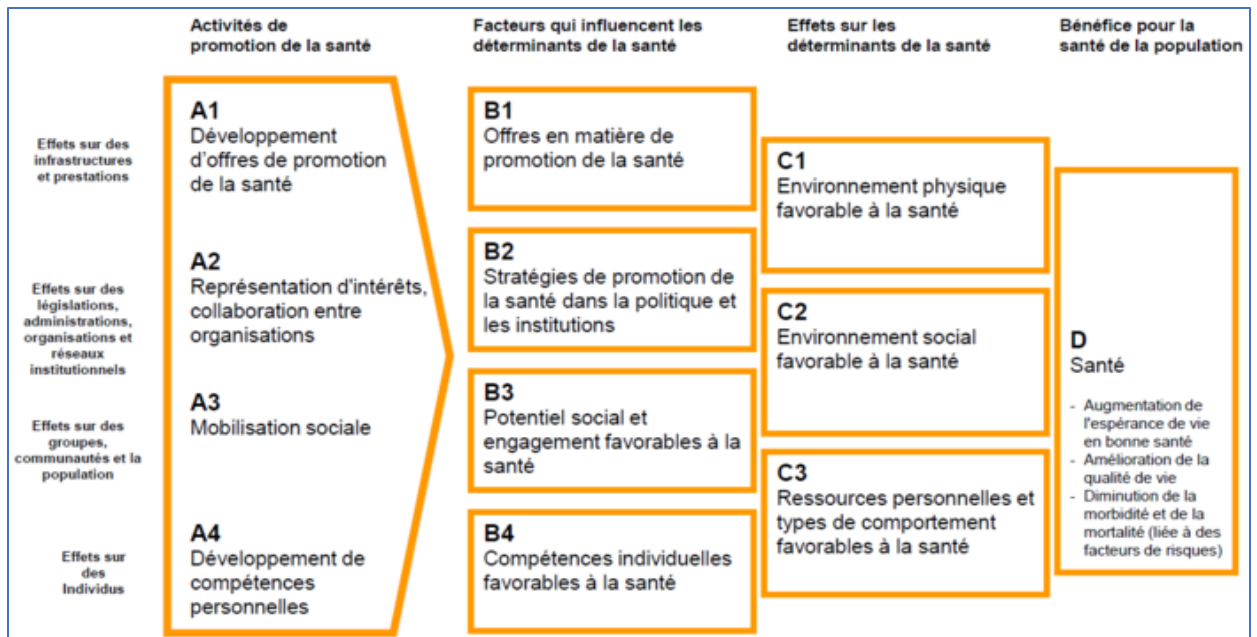 Activités de
promotion de la santé
Facteurs qui influencent les
déterminants de la santé
Effets sur les
déterminants de la santé
Bénéfice pour la
santé de la population
Effets sur des
infrastructures
et prestations
A1
Développement
d'offres de promotion
de la santé
B1
Offres en matière de
promotion de la santé
C1
Environnement physique
favorable à la santé
Effets sur des
législations,
administrations,
organisations et
réseaux
institutionnels
A2
Représentation d'intérêts,
collaboration entre
organisations
B2
Stratégies de promotion de
la santé dans la politique et
les institutions
C2
Environnement social
favorable à la santé
D
Santé
- Augmentation de
l'espérance de vie
en bonne santé
- Amélioration de la
qualité de vie
- Diminution de la
morbidité et de la
mortalité (liée à des
facteurs de risques)
Effets sur des
groupes,
communautés et la
population
A3
Mobilisation sociale
B3
Potentiel social et
engagement favorables à la
santé
C3
Ressources personnelles et
types de comportement
favorables à la santé
Effets sur
des
Individus
A4
Développement de
compétences
personnelles
B4
Compétences individuelles
favorables à la santé